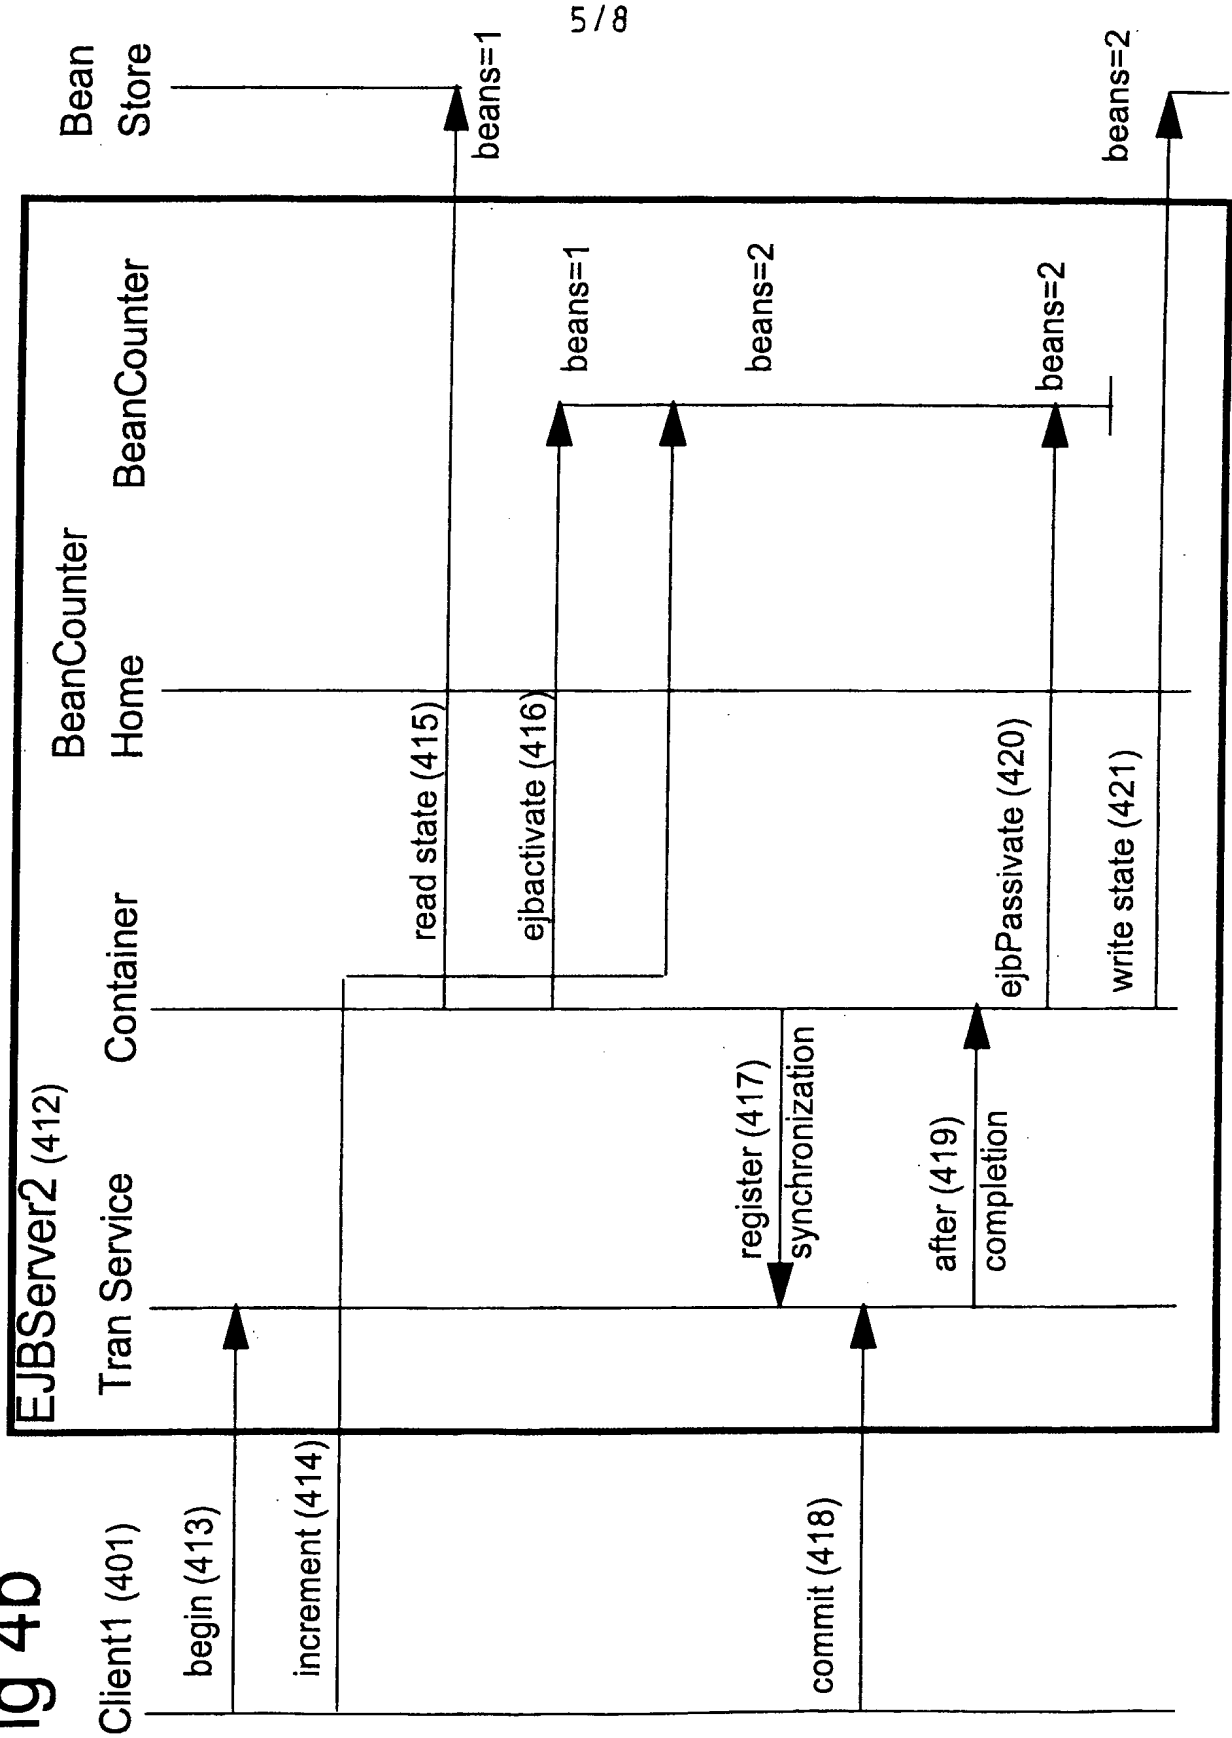 5/8
ig 4b
EJBServer2 (412)
Client1 (401)
Tran Service
Container
BeanCounter
Home
BeanCounter
Bean
Store
begin (413)
increment (414)
read state (415)
beans=1
ejbactivate (416)
beans=1
beans=2
register (417)
synchronization
commit (418)
after (419)
completion
ejbPassivate (420)
beans=2
write state (421)
beans=2